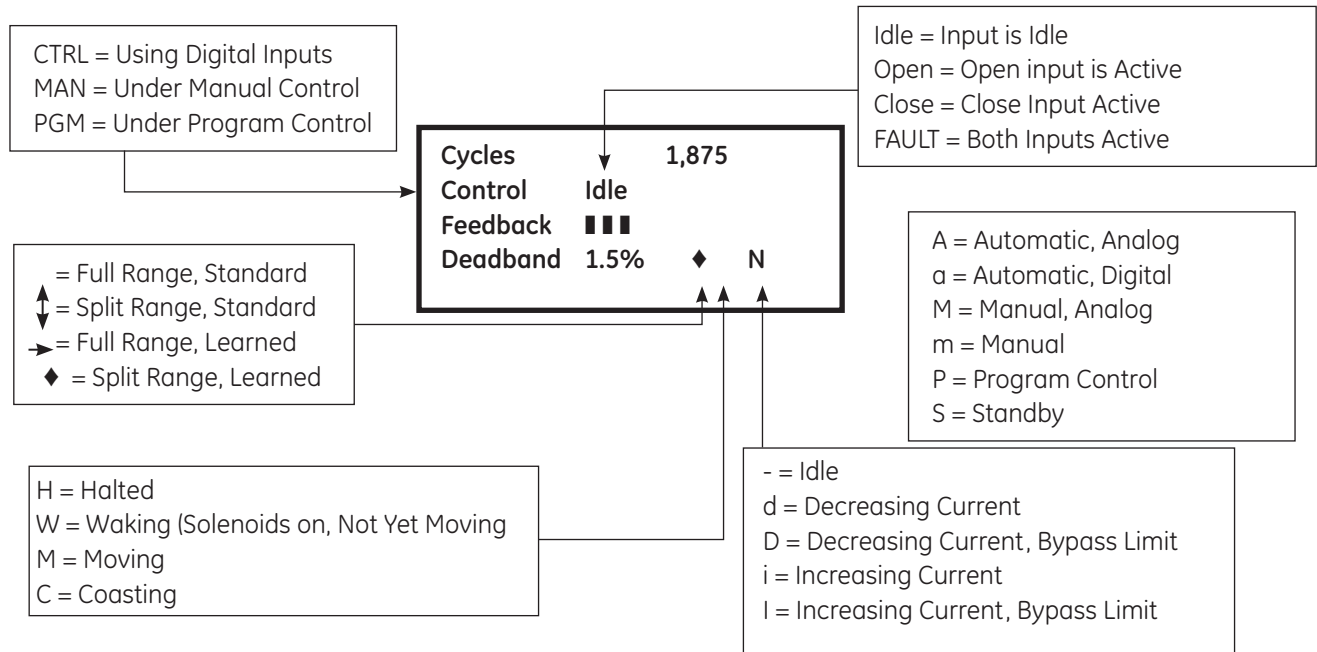 CTRL = Using Digital Inputs
MAN = Under Manual Control
PGM = Under Program Control
Idle = Input is Idle
Open = Open input is Active
Close = Close Input Active
FAULT = Both Inputs Active
Cycles 1,875
Control Idle
Feedback ▮▮▮
Deadband 1.5% ♦ N
= Full Range, Standard
↕ = Split Range, Standard
→ = Full Range, Learned
♦ = Split Range, Learned
A = Automatic, Analog
a = Automatic, Digital
M = Manual, Analog
m = Manual
P = Program Control
S = Standby
H = Halted
W = Waking (Solenoids on, Not Yet Moving
M = Moving
C = Coasting
- = Idle
d = Decreasing Current
D = Decreasing Current, Bypass Limit
i = Increasing Current
I = Increasing Current, Bypass Limit